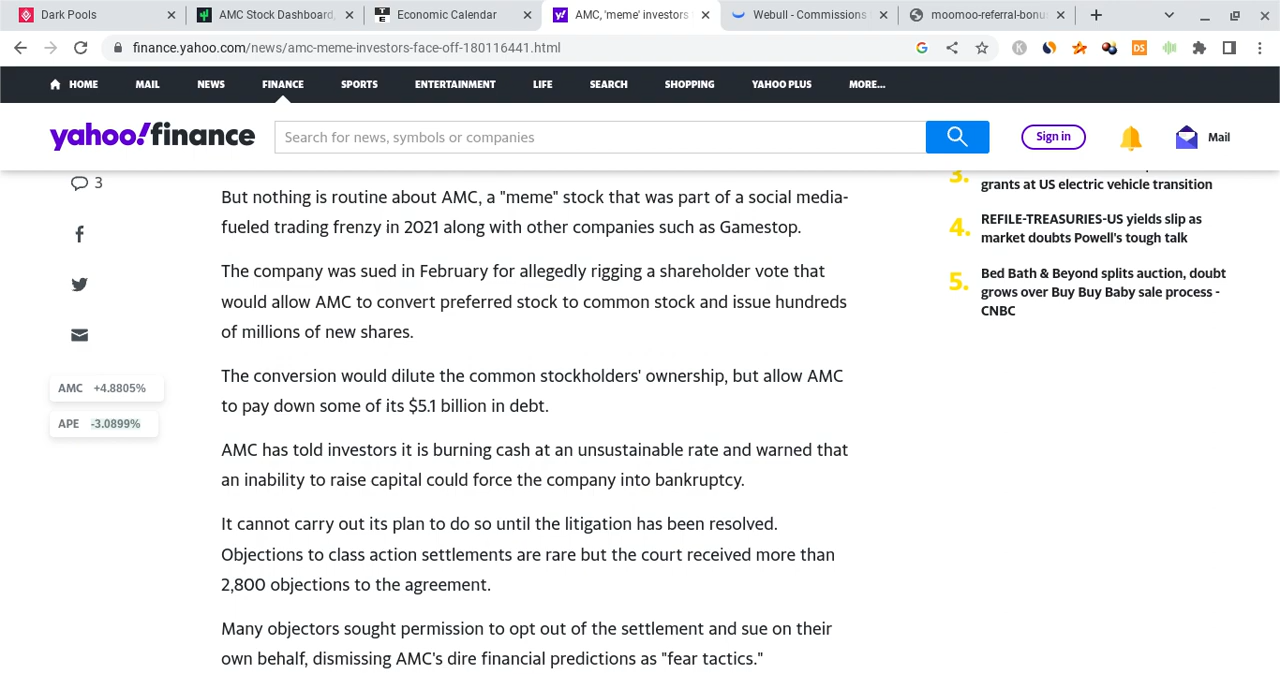 Dark Pools
AMC Stock Dashboard,
Economic Calendar
AMC, 'meme' investors
Webull - Commissions
moomoo-referral-bonu
finance.yahoo.com/news/amc-meme-investors-face-off-180116441.html
HOME MAIL NEWS FINANCE SPORTS ENTERTAINMENT LIFE SEARCH SHOPPING YAHOO PLUS MORE...
yahoo!finance
Search for news, symbols or companies
Sign in
Mail
3
But nothing is routine about AMC, a "meme" stock that was part of a social media-
fueled trading frenzy in 2021 along with other companies such as Gamestop.
The company was sued in February for allegedly rigging a shareholder vote that
would allow AMC to convert preferred stock to common stock and issue hundreds
of millions of new shares.
The conversion would dilute the common stockholders' ownership, but allow AMC
to pay down some of its $5.1 billion in debt.
AMC +4.8805%
APE -3.0899%
AMC has told investors it is burning cash at an unsustainable rate and warned that
an inability to raise capital could force the company into bankruptcy.
It cannot carry out its plan to do so until the litigation has been resolved.
Objections to class action settlements are rare but the court received more than
2,800 objections to the agreement.
Many objectors sought permission to opt out of the settlement and sue on their
own behalf, dismissing AMC's dire financial predictions as "fear tactics."
3.
grants at US electric vehicle transition
4. REFILE-TREASURIES-US yields slip as
market doubts Powell's tough talk
5. Bed Bath & Beyond splits auction, doubt
grows over Buy Buy Baby sale process -
CNBC